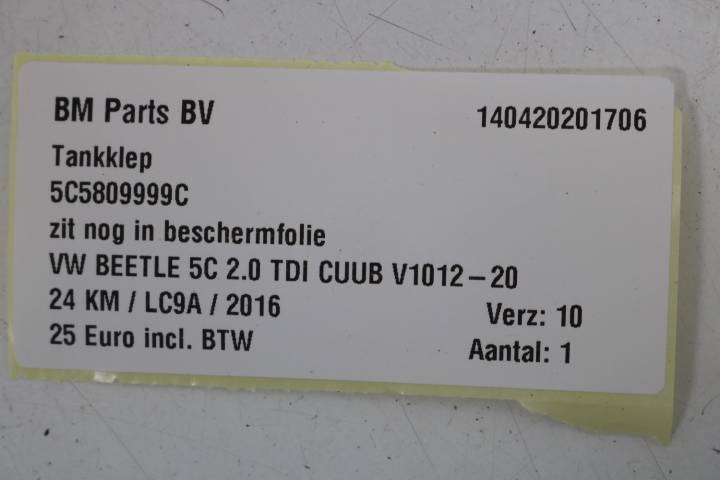 BM Parts BV 140420201706
Tankklep
5C5809999C
zit nog in beschermfolie
VW BEETLE 5C 2.0 TDI CUUB V1012-20
24 KM / LC9A / 2016 Verz: 10
25 Euro incl. BTW Aantal: 1